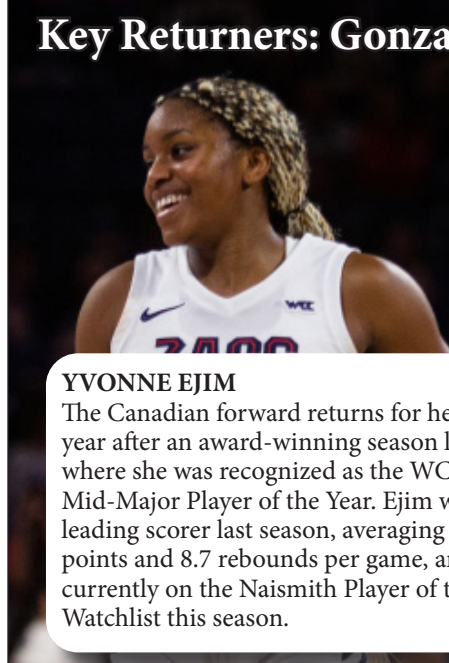 Key Returners: Gonza
WCC
ZAGS
YVONNE EJIM
The Canadian forward returns for he
year after an award-winning season l
where she was recognized as the WC
Mid-Major Player of the Year. Ejim w
leading scorer last season, averaging
points and 8.7 rebounds per game, a
currently on the Naismith Player of t
Watchlist this season.